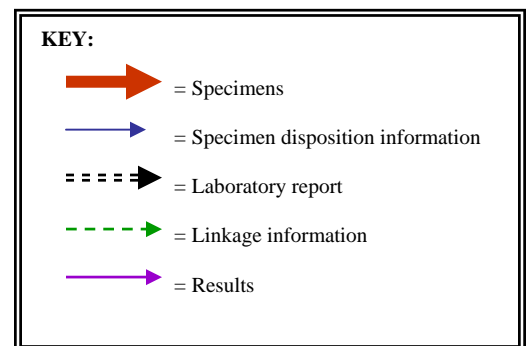 KEY:
= Specimens
= Specimen disposition information
= Laboratory report
= Linkage information
= Results